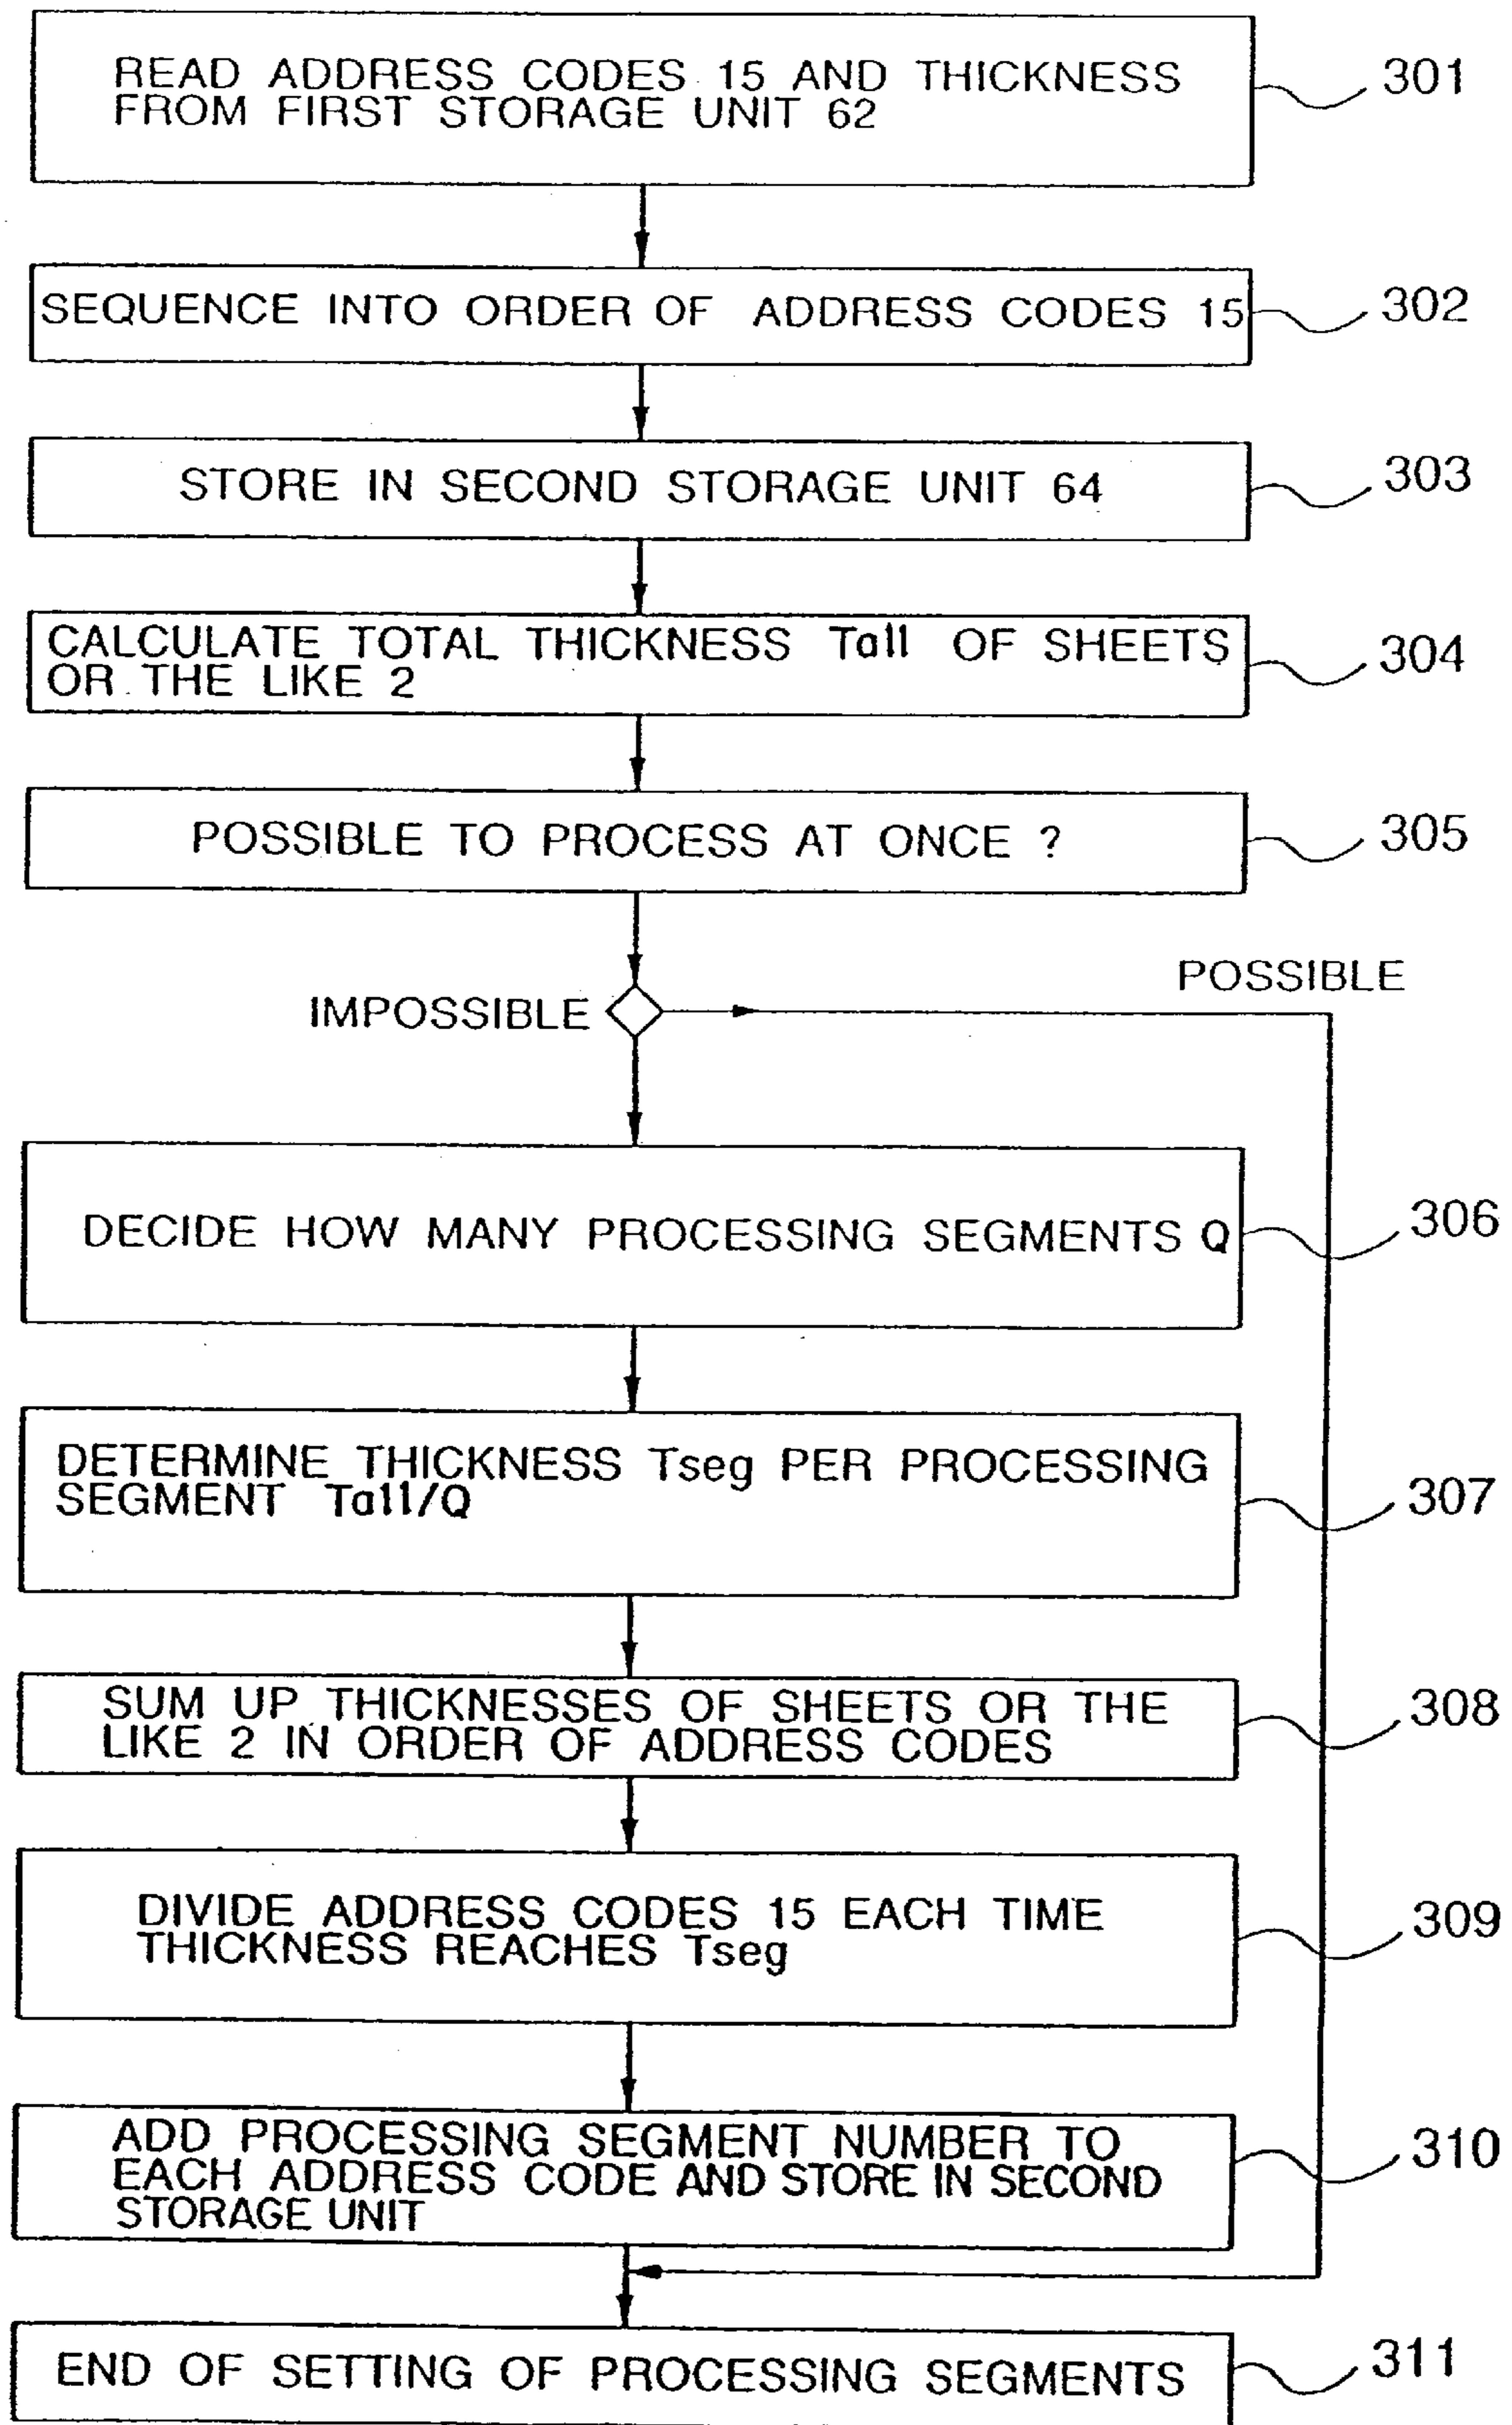 READ ADDRESS CODES 15 AND THICKNESS
FROM FIRST STORAGE UNIT 62
301
SEQUENCE INTO ORDER OF ADDRESS CODES 15
302
STORE IN SECOND STORAGE UNIT 64
303
CALCULATE TOTAL THICKNESS Tall OF SHEETS
OR THE LIKE 2
304
POSSIBLE TO PROCESS AT ONCE ?
305
POSSIBLE
IMPOSSIBLE
DECIDE HOW MANY PROCESSING SEGMENTS Q
306
DETERMINE THICKNESS Tseg PER PROCESSING
SEGMENT Tall/Q
307
SUM UP THICKNESSES OF SHEETS OR THE
LIKE 2 IN ORDER OF ADDRESS CODES
308
DIVIDE ADDRESS CODES 15 EACH TIME
THICKNESS REACHES Tseg
309
ADD PROCESSING SEGMENT NUMBER TO
EACH ADDRESS CODE AND STORE IN SECOND
STORAGE UNIT
310
END OF SETTING OF PROCESSING SEGMENTS
311